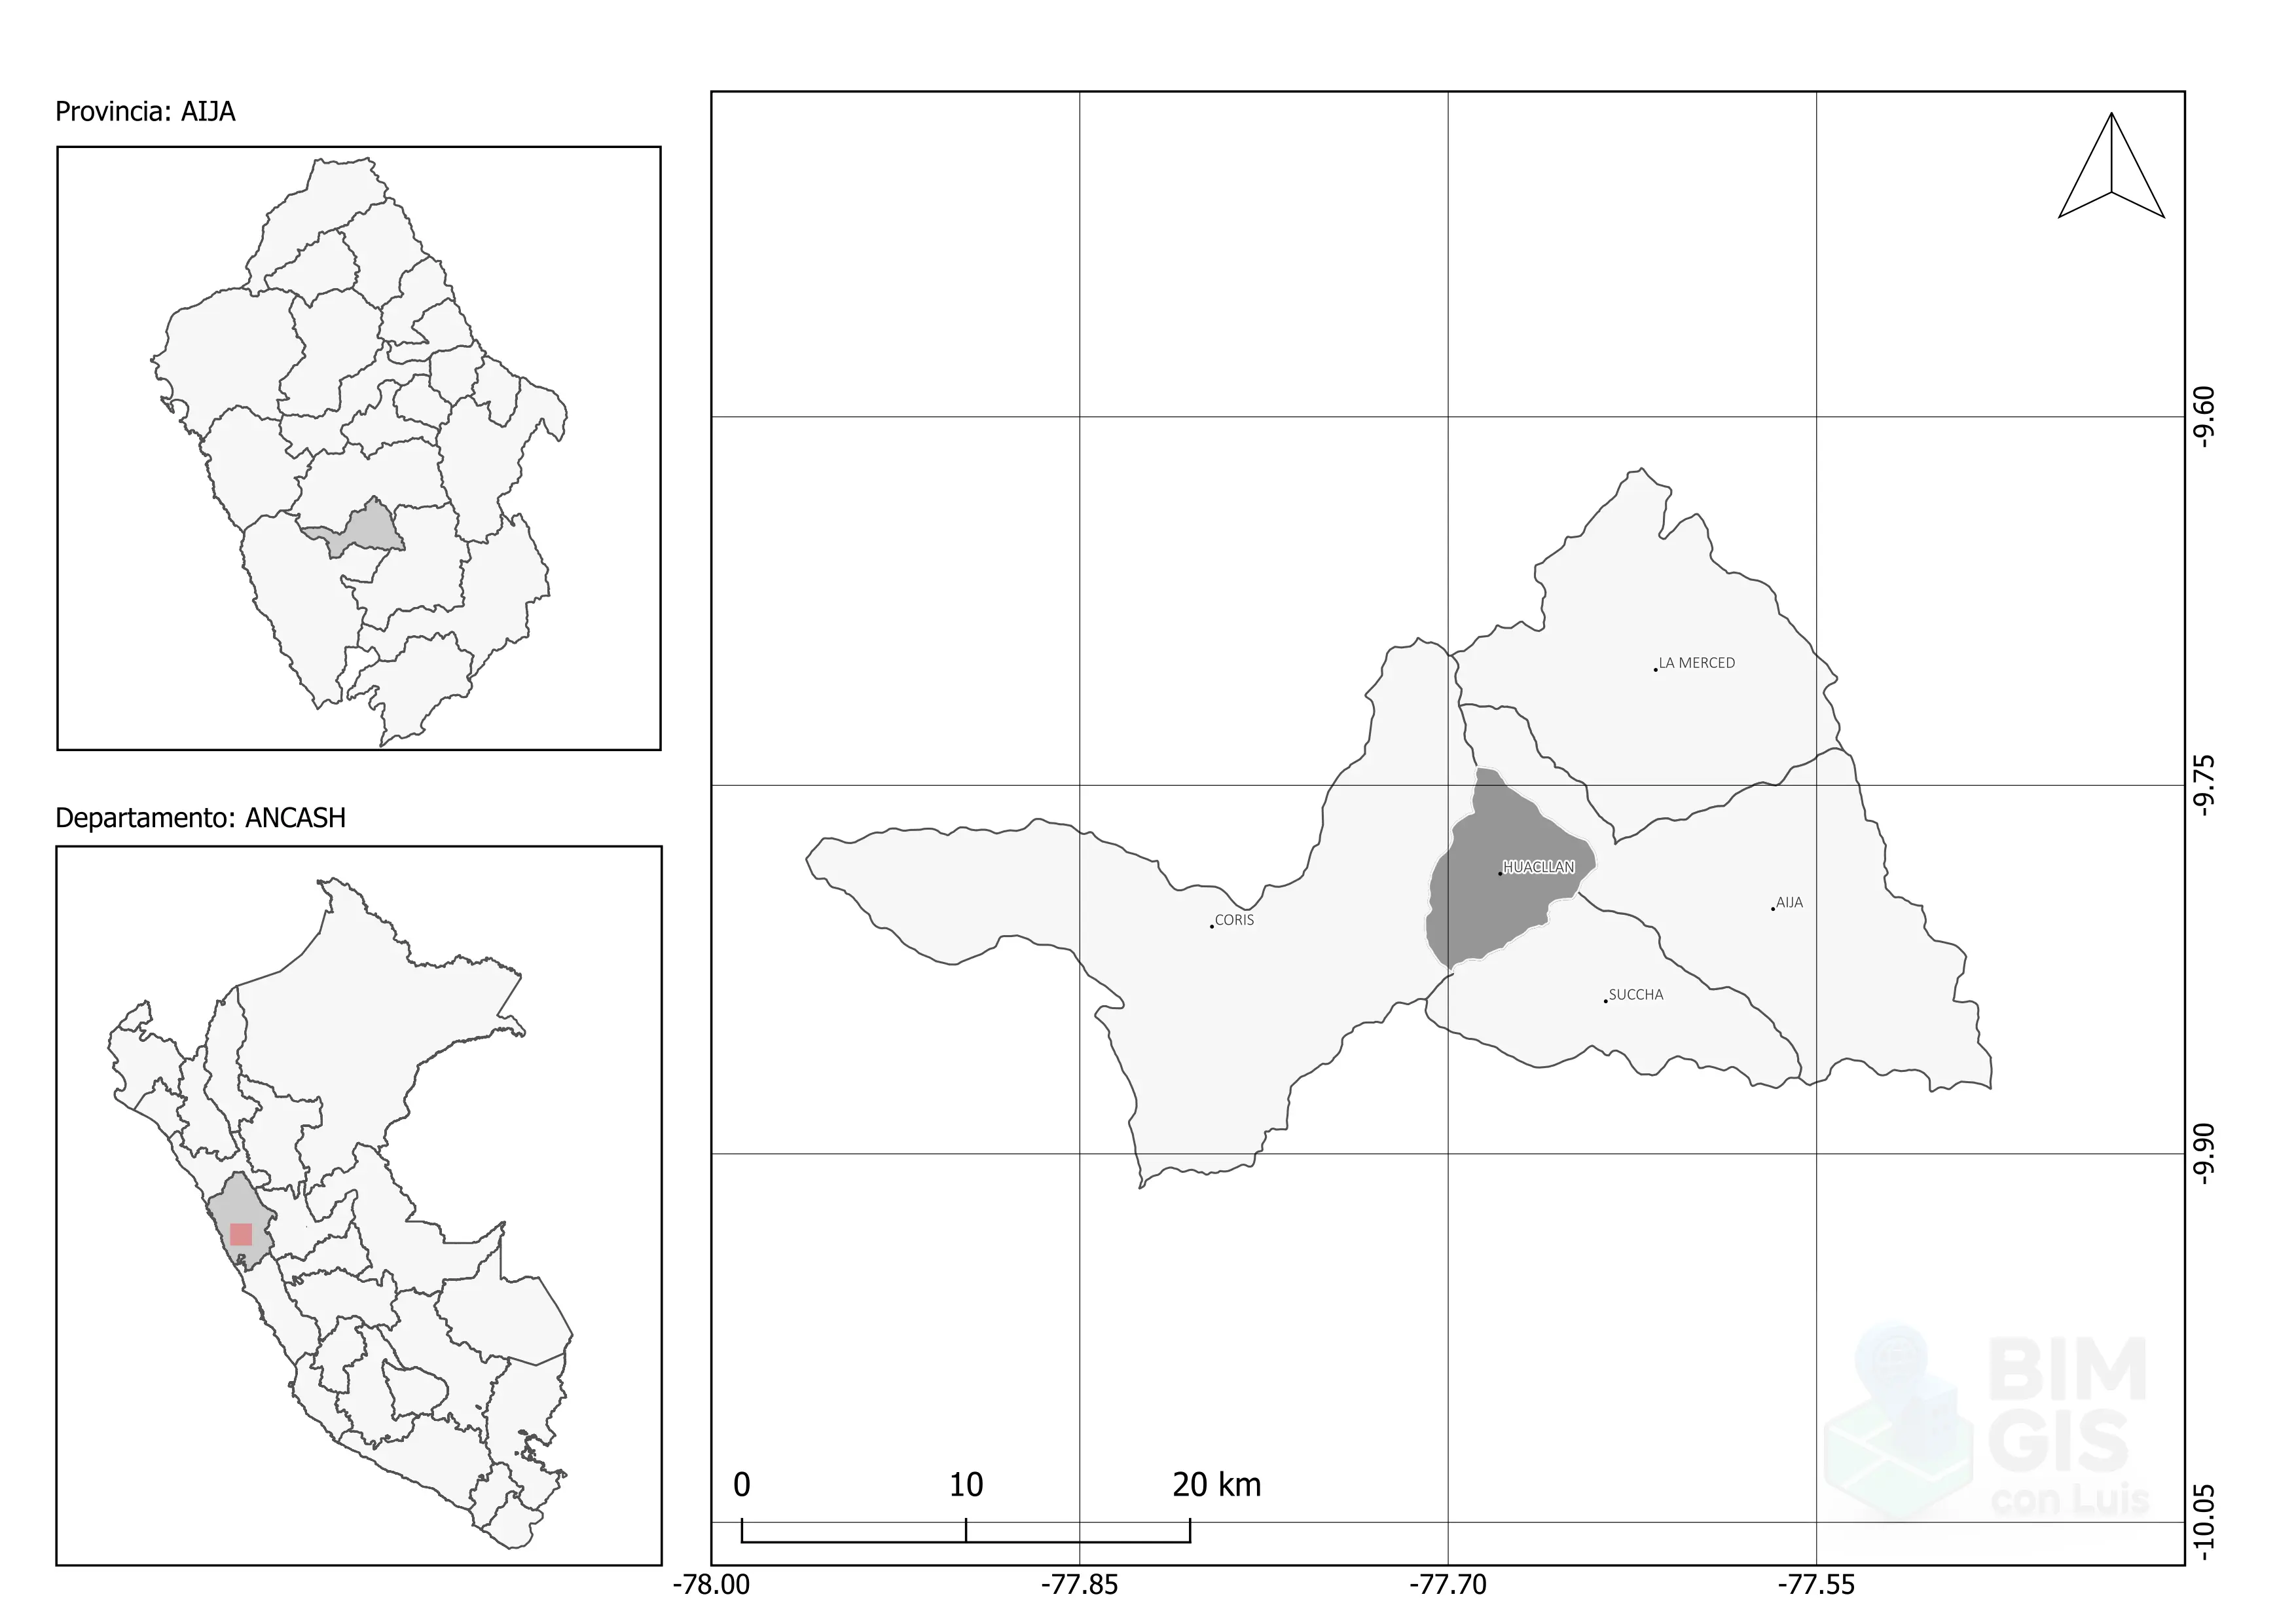 Provincia: AIJA
Departamento: ANCASH
LA MERCED
HUACLLAN
AIJA
CORIS
SUCCHA
-9.60
-9.75
-9.90
-10.05
0 10 20 km
-78.00 -77.85 -77.70 -77.55
BIM
GIS
con Luis